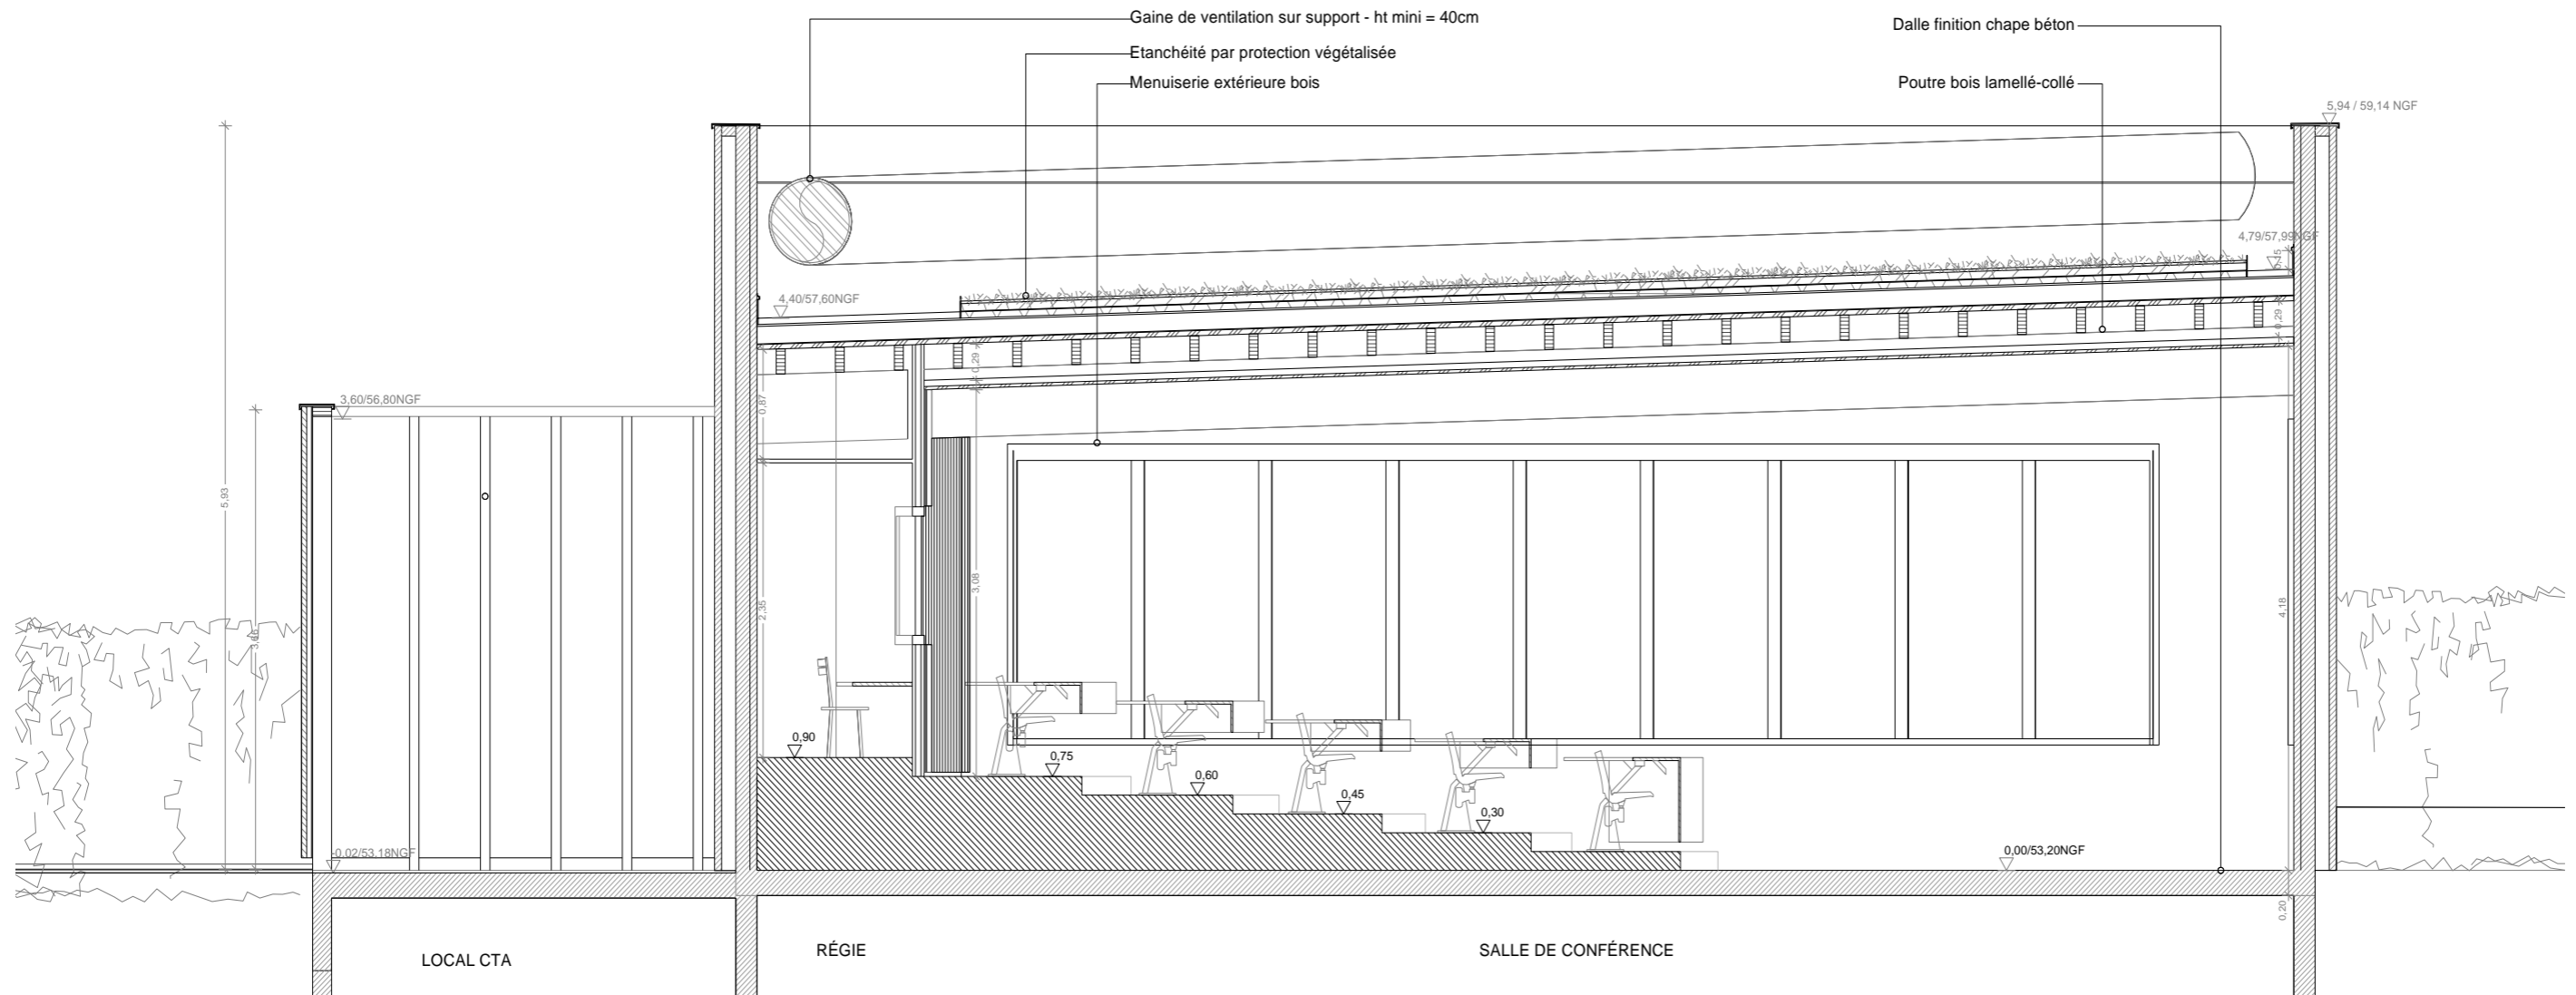 Gaine de ventilation sur support - ht mini = 40cm
Dalle finition chape béton
Etanchéité par protection végétalisée
Menuiserie extérieure bois
Poutre bois lamellé-collé
5,94 / 59,14 NGF
4,79/57,99NGF
0,15
4,40/57,60NGF
0,29
0,29
3,60/56,80NGF
0,87
5,93
3,08
2,35
4,18
0,90
0,75
0,60
0,45
0,30
-0,02/53,18NGF
0,00/53,20NGF
0,20
LOCAL CTA
RÉGIE
SALLE DE CONFÉRENCE